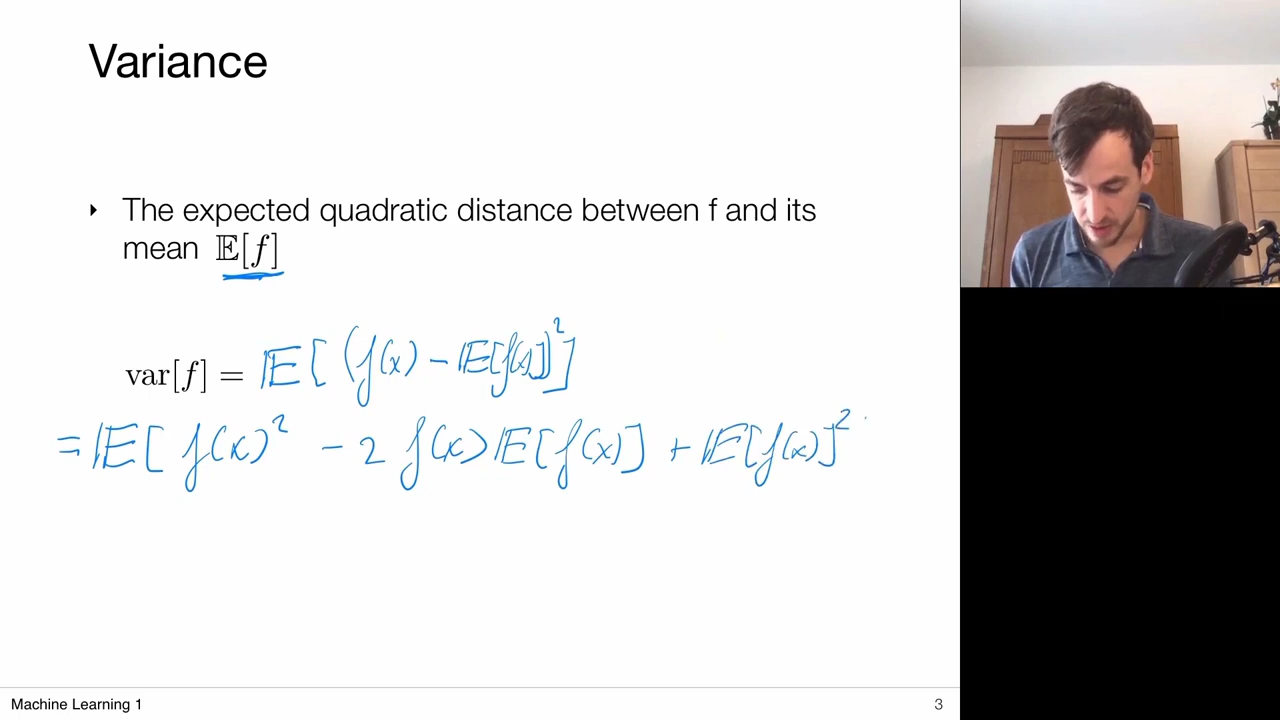 Variance
‣ The expected quadratic distance between f and its
mean 𝔼[f]
var[f] = 𝔼[(f(x) − 𝔼[f(x)])²]
= 𝔼[ f(x)² − 2 f(x) 𝔼[f(x)] + 𝔼[f(x)]²
Machine Learning 1
3